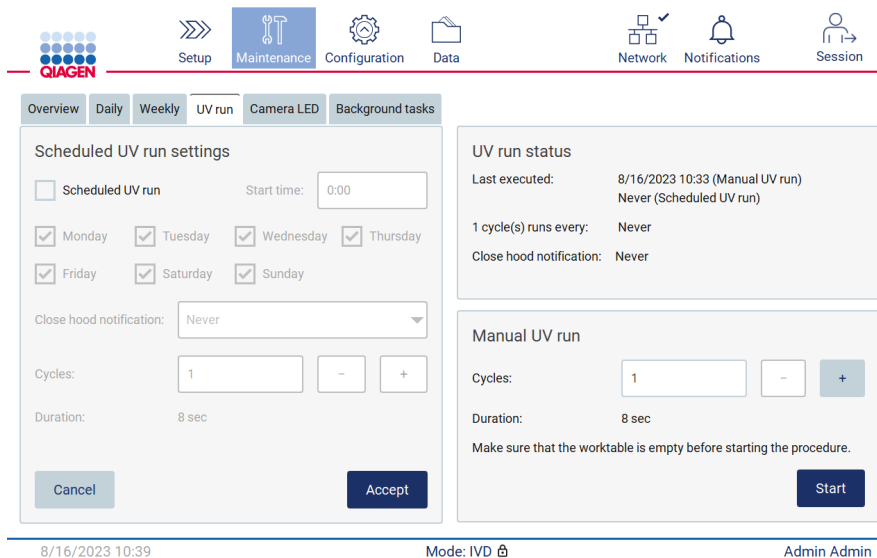 QIAGEN
Setup
Maintenance
Configuration
Data
Network
Notifications
Session
Overview
Daily
Weekly
UV run
Camera LED
Background tasks
Scheduled UV run settings
Scheduled UV run
Start time: 0:00
Monday Tuesday Wednesday Thursday
Friday Saturday Sunday
Close hood notification: Never
Cycles: 1 − +
Duration: 8 sec
Cancel Accept
UV run status
Last executed: 8/16/2023 10:33 (Manual UV run)
Never (Scheduled UV run)
1 cycle(s) runs every: Never
Close hood notification: Never
Manual UV run
Cycles: 1 − +
Duration: 8 sec
Make sure that the worktable is empty before starting the procedure.
Start
8/16/2023 10:39 Mode: IVD Admin Admin